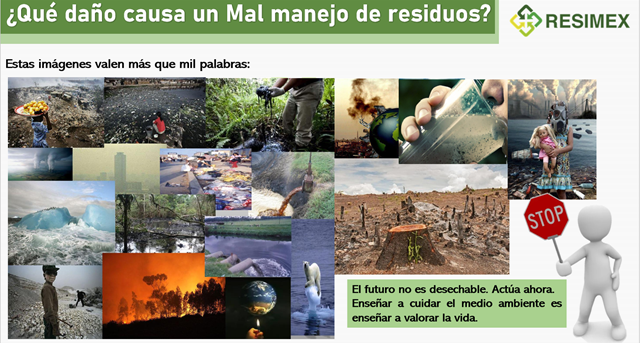 ¿Qué daño causa un Mal manejo de residuos?
RESIMEX
Estas imágenes valen más que mil palabras:
STOP
El futuro no es desechable. Actúa ahora.
Enseñar a cuidar el medio ambiente es
enseñar a valorar la vida.